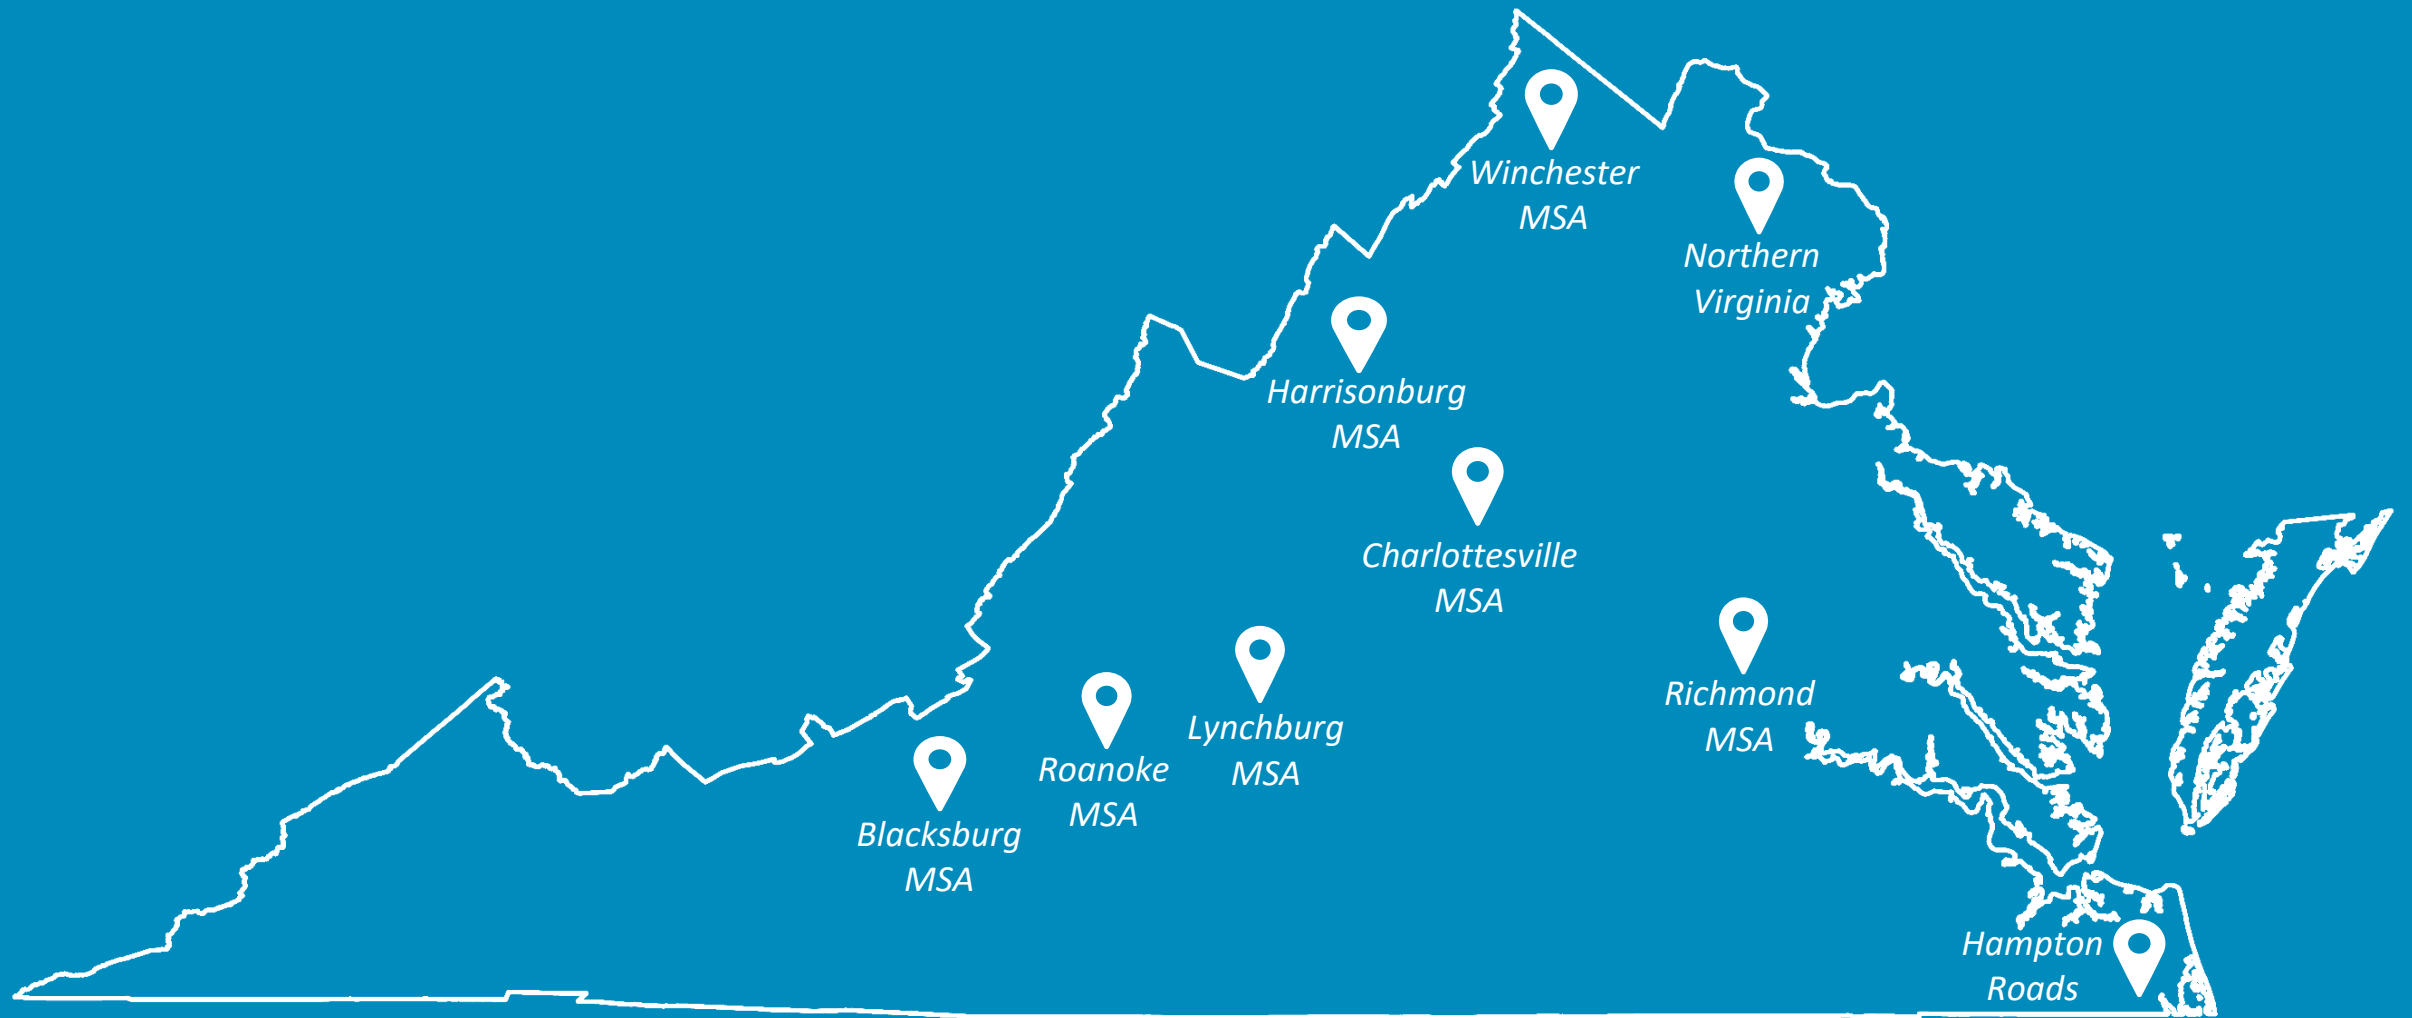 Winchester
MSA
Northern
Virginia
Harrisonburg
MSA
Charlottesville
MSA
Richmond
MSA
Lynchburg
MSA
Roanoke
MSA
Blacksburg
MSA
Hampton
Roads